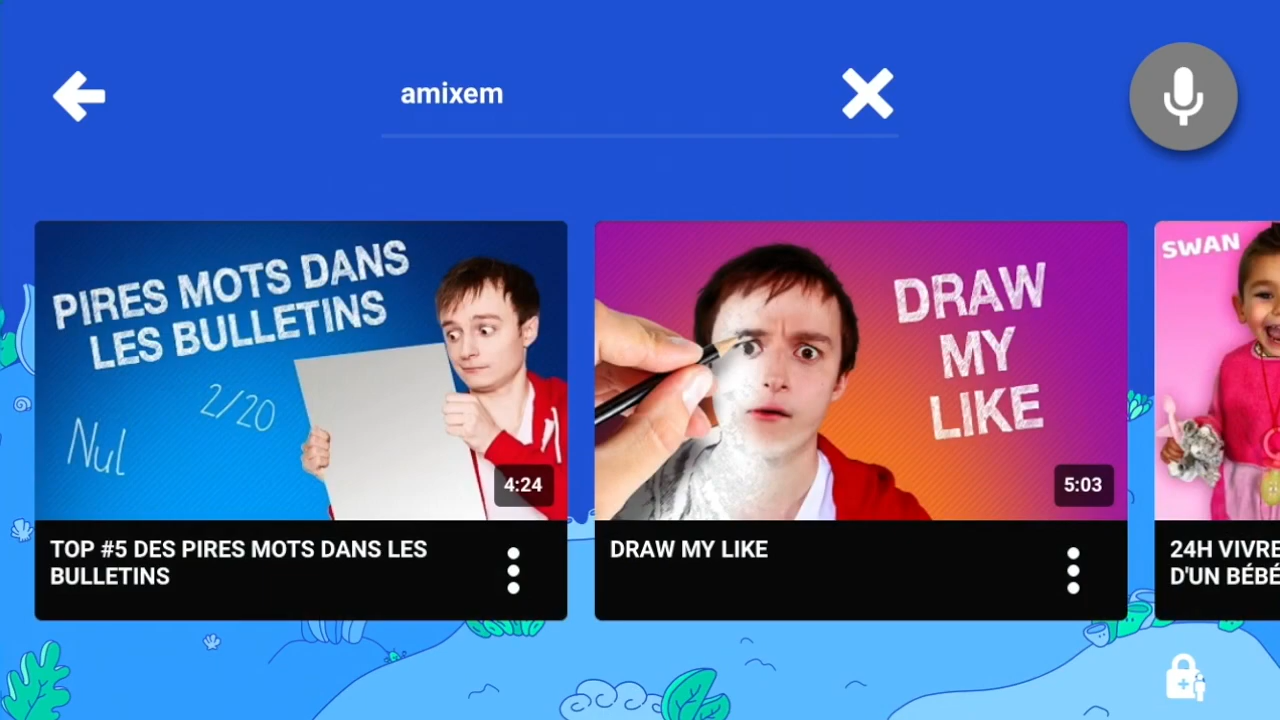 amixem
PIRES MOTS DANS
LES BULLETINS
2/20
Nul
4:24
TOP #5 DES PIRES MOTS DANS LES
BULLETINS
DRAW
MY
LIKE
5:03
DRAW MY LIKE
SWAN
24H VIVRE
D'UN BÉBÉ